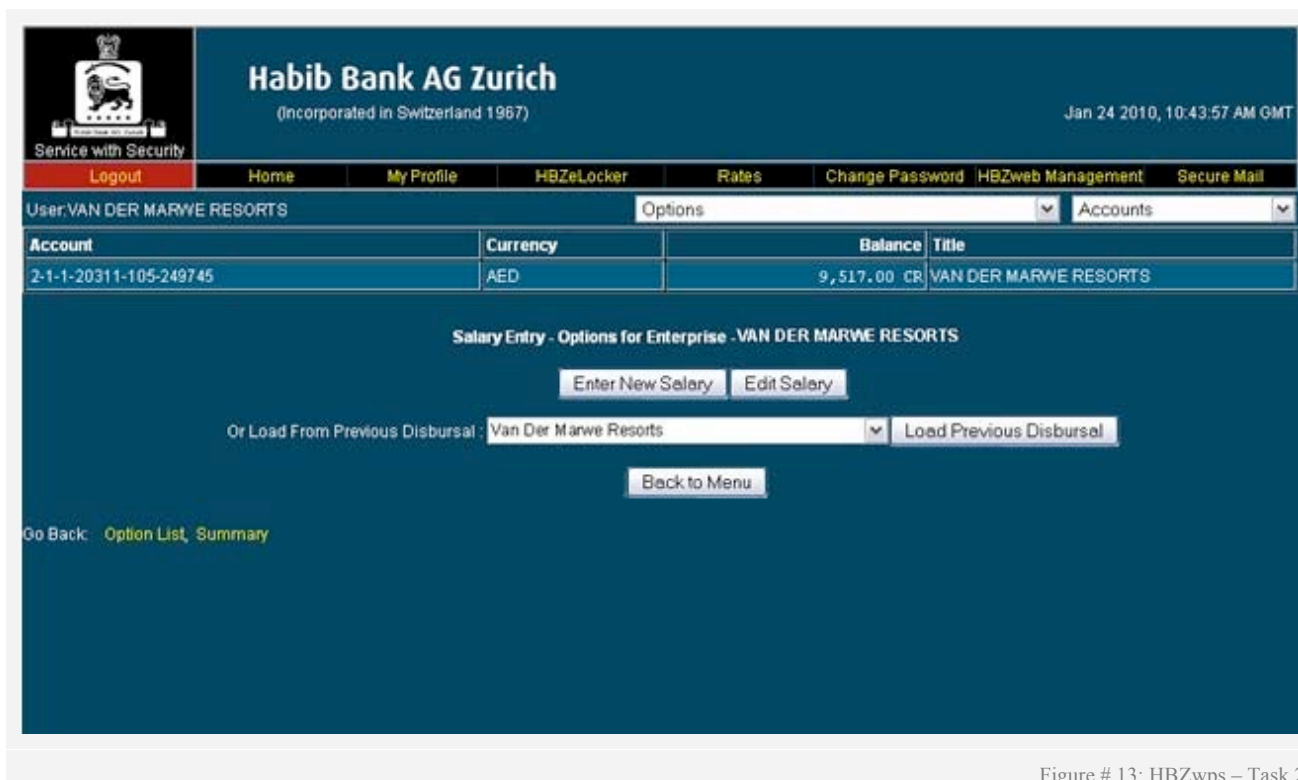 Habib Bank AG Zurich
(Incorporated in Switzerland 1967)
Jan 24 2010, 10:43:57 AM GMT
Service with Security
Logout Home My Profile HBZeLocker Rates Change Password HBZweb Management Secure Mail
User:VAN DER MARWE RESORTS Options Accounts
Account Currency Balance Title
2-1-1-20311-105-249745 AED 9,517.00 CR VAN DER MARWE RESORTS
Salary Entry - Options for Enterprise -VAN DER MARWE RESORTS
Enter New Salary Edit Salary
Or Load From Previous Disbursal : Van Der Marwe Resorts Load Previous Disbursal
Back to Menu
Go Back: Option List, Summary
Figure # 13: HBZwps – Task